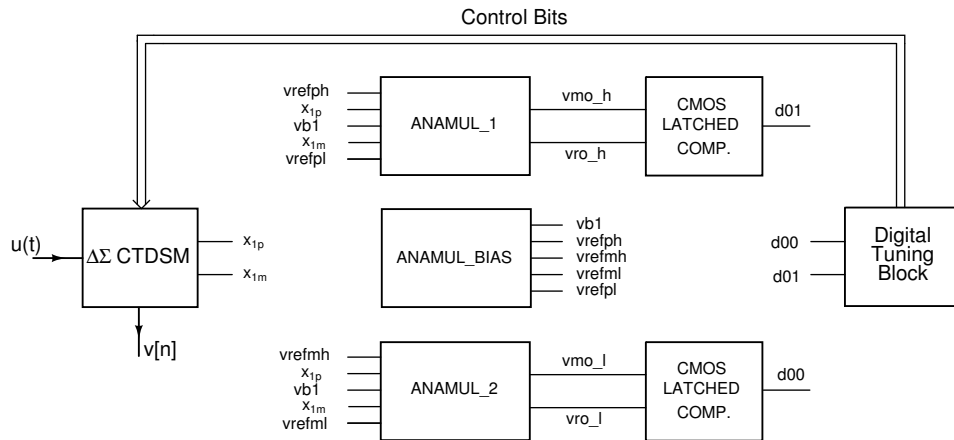 Control Bits
vrefph
x1p
vb1
x1m
vrefpl
ANAMUL_1
vmo_h
vro_h
CMOS
LATCHED
COMP.
d01
u(t)
ΔΣ CTDSM
x1p
x1m
v[n]
ANAMUL_BIAS
vb1
vrefph
vrefmh
vrefml
vrefpl
d00
d01
Digital
Tuning
Block
vrefmh
x1p
vb1
x1m
vrefml
ANAMUL_2
vmo_l
vro_l
CMOS
LATCHED
COMP.
d00